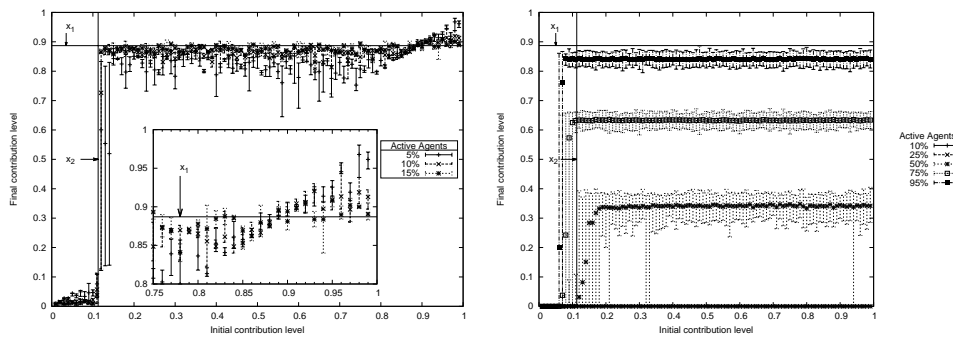 1
0.9
0.8
0.7
0.6
0.5
0.4
0.3
0.2
0.1
0
Final contribution level
x1
x2
0 0.1 0.2 0.3 0.4 0.5 0.6 0.7 0.8 0.9 1
Initial contribution level
1
0.95
0.9
0.85
0.8
x1
0.75 0.8 0.85 0.9 0.95
Active Agents
5%
10%
15%
1
0.9
0.8
0.7
0.6
0.5
0.4
0.3
0.2
0.1
0
Final contribution level
x1
x2
0 0.1 0.2 0.3 0.4 0.5 0.6 0.7 0.8 0.9 1
Initial contribution level
Active Agents
10%
25%
50%
75%
95%